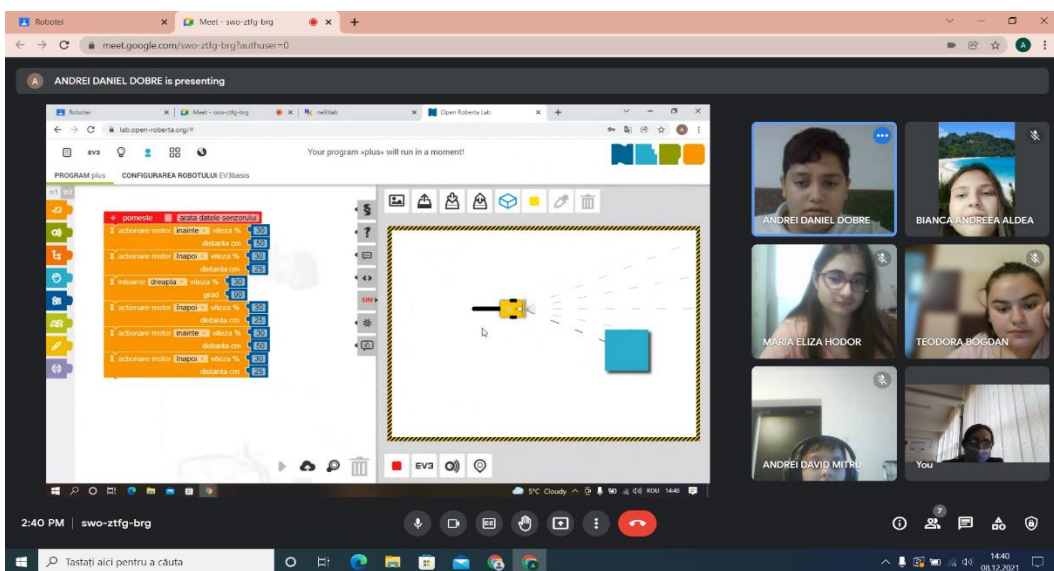 Robotei
Meet - swo-ztfg-brg
meet.google.com/swo-ztfg-brg?authuser=0
A
A
ANDREI DANIEL DOBRE is presenting
Robotei
Meet - swo-ztfg-brg
neXtlab
Open Roberta Lab
lab.open-roberta.org/#
EV3
Your program »plus« will run in a moment!
NEPO
PROGRAM plus
CONFIGURAREA ROBOTULUI EV3basis
+ porneste arata datele senzorului
actionare motor inainte viteza % 30
distanta cm 50
actionare motor inapoi viteza % 30
distanta cm 25
intoarce dreapta viteza % 30
grad 90
actionare motor inapoi viteza % 30
distanta cm 25
actionare motor inainte viteza % 30
distanta cm 50
actionare motor inapoi viteza % 30
distanta cm 25
SIM
EV3
5°C Cloudy
ROU
14:40
ANDREI DANIEL DOBRE
BIANCA ANDREEA ALDEA
MARIA ELIZA HODOR
TEODORA BOGDAN
ANDREI DAVID MITRU
You
2:40 PM | swo-ztfg-brg
7
Tastați aici pentru a căuta
14:40
08.12.2021